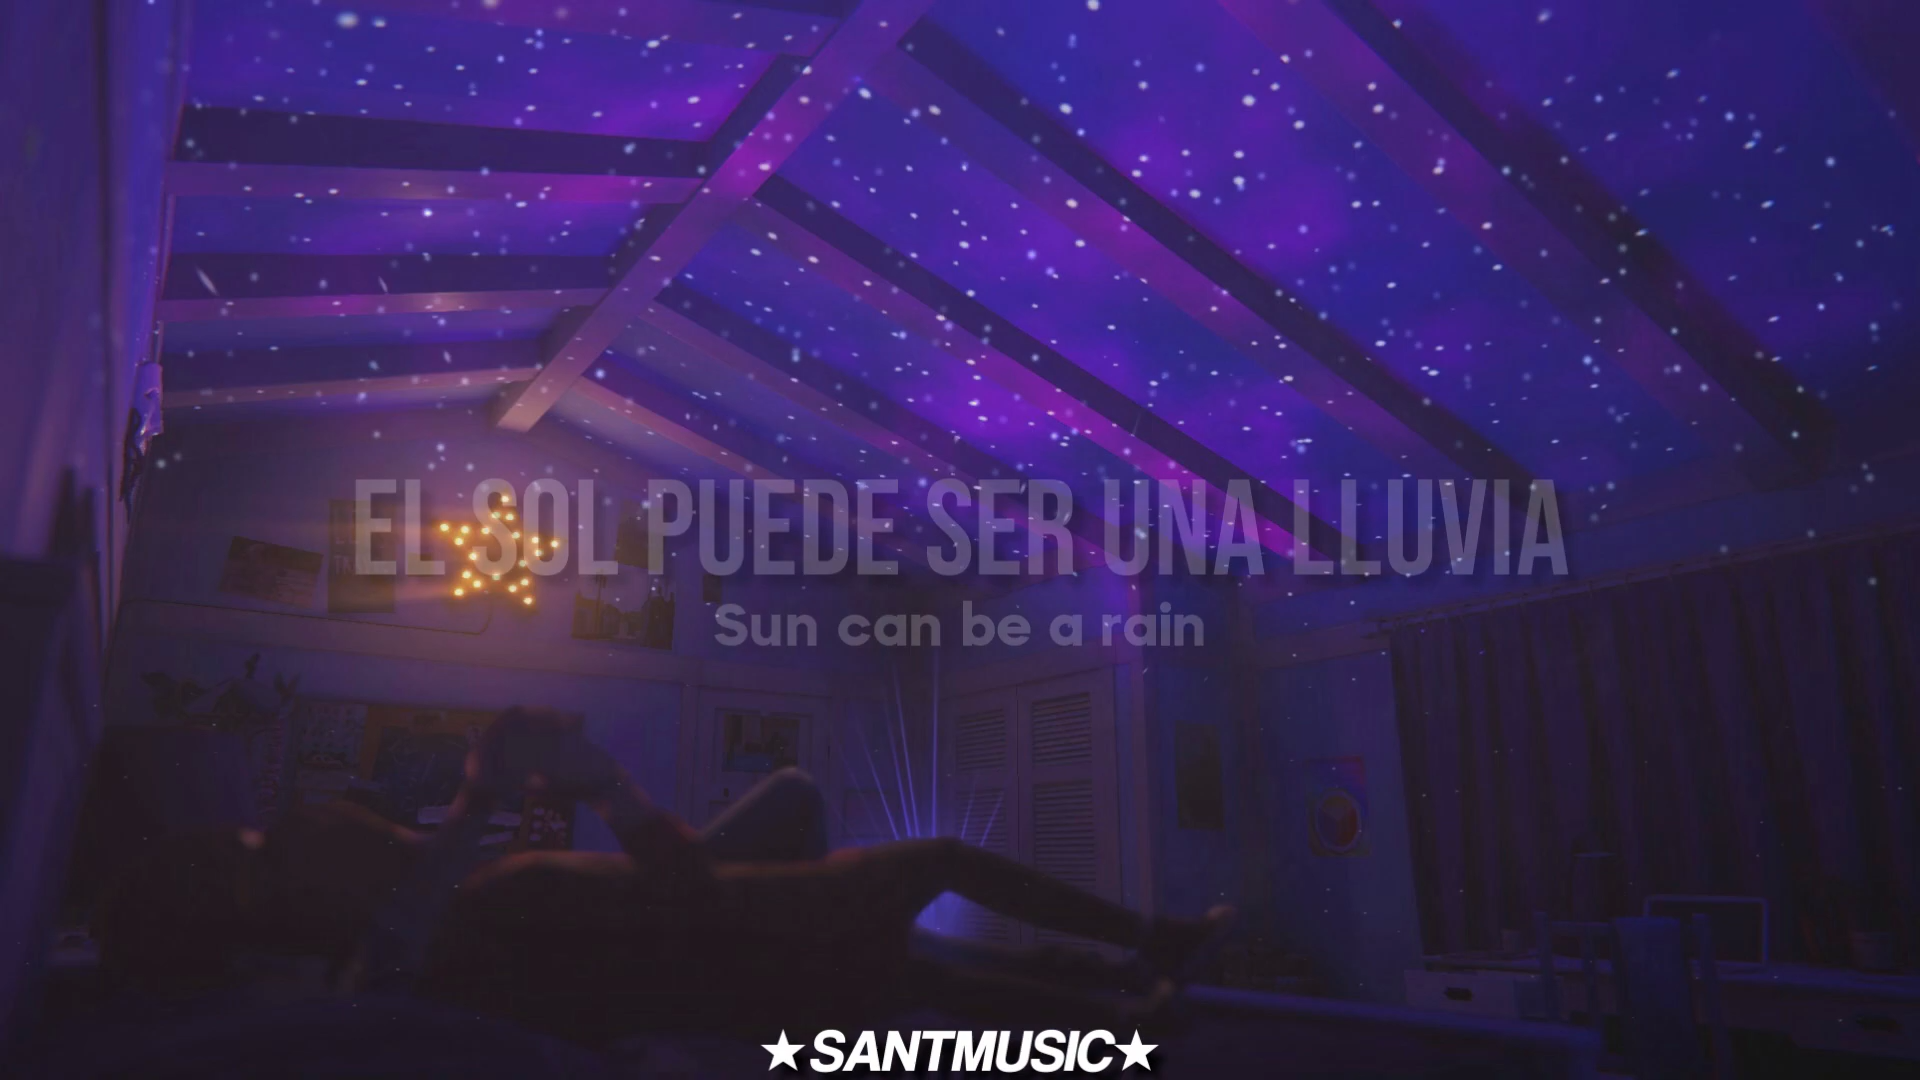 EL SOL PUEDE SER UNA LLUVIA
Sun can be a rain
★SANTMUSIC★